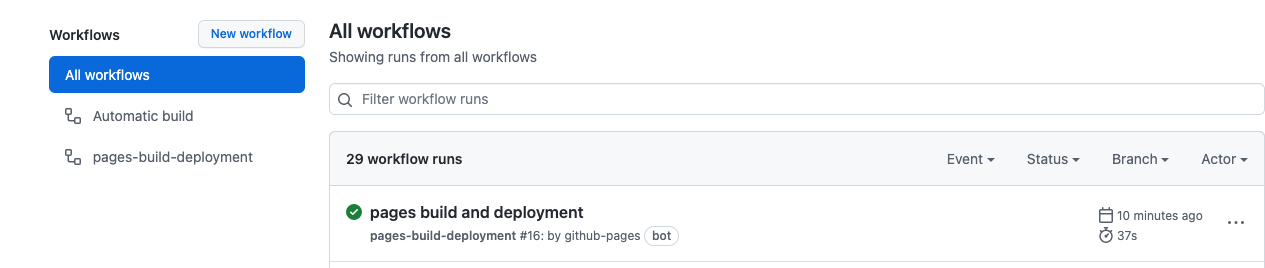 Workflows
New workflow
All workflows
Automatic build
pages-build-deployment
All workflows
Showing runs from all workflows
Filter workflow runs
29 workflow runs
Event
Status
Branch
Actor
pages build and deployment
pages-build-deployment #16: by github-pages bot
10 minutes ago
37s